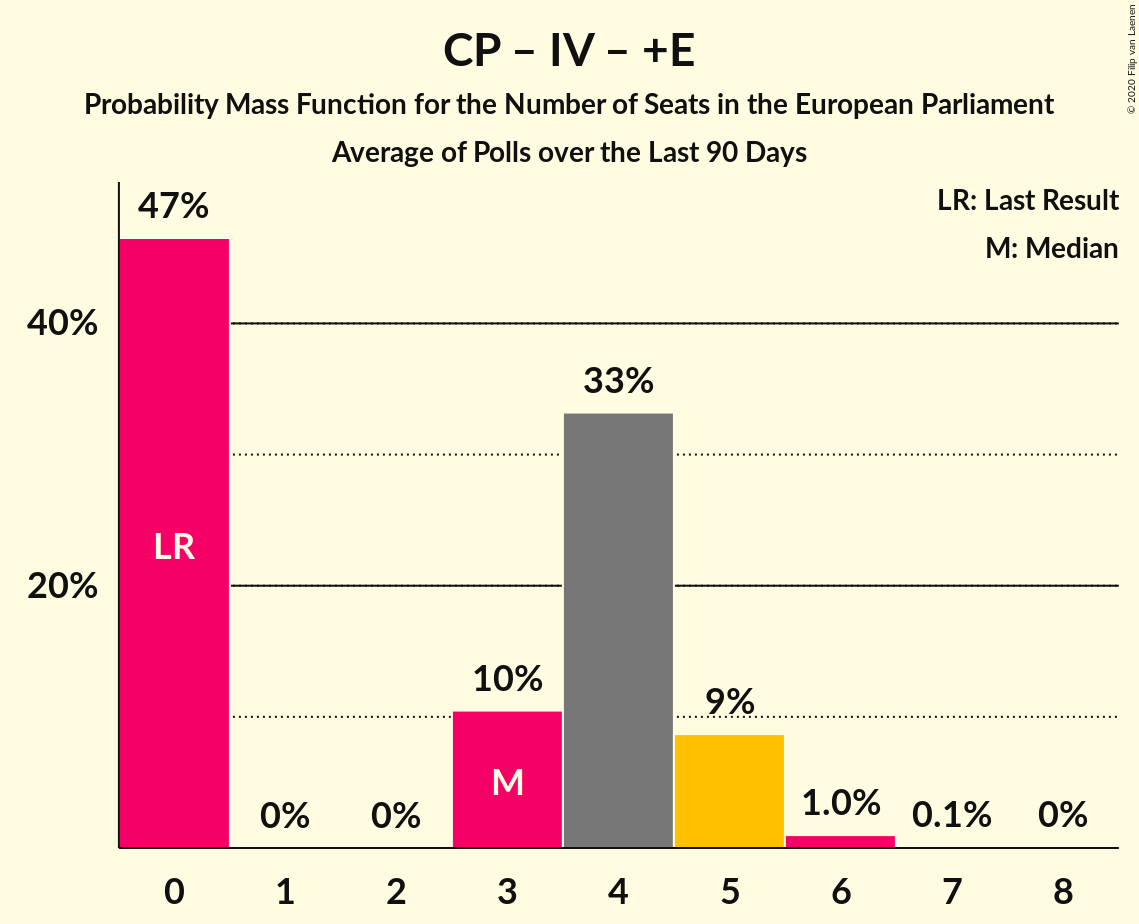 CP – IV – +E
Probability Mass Function for the Number of Seats in the European Parliament
Average of Polls over the Last 90 Days
© 2020 Filip van Laenen
LR: Last Result
M: Median
47%
40%
33%
20%
LR
10%
9%
M
0%
0%
1.0%
0.1%
0%
0 1 2 3 4 5 6 7 8